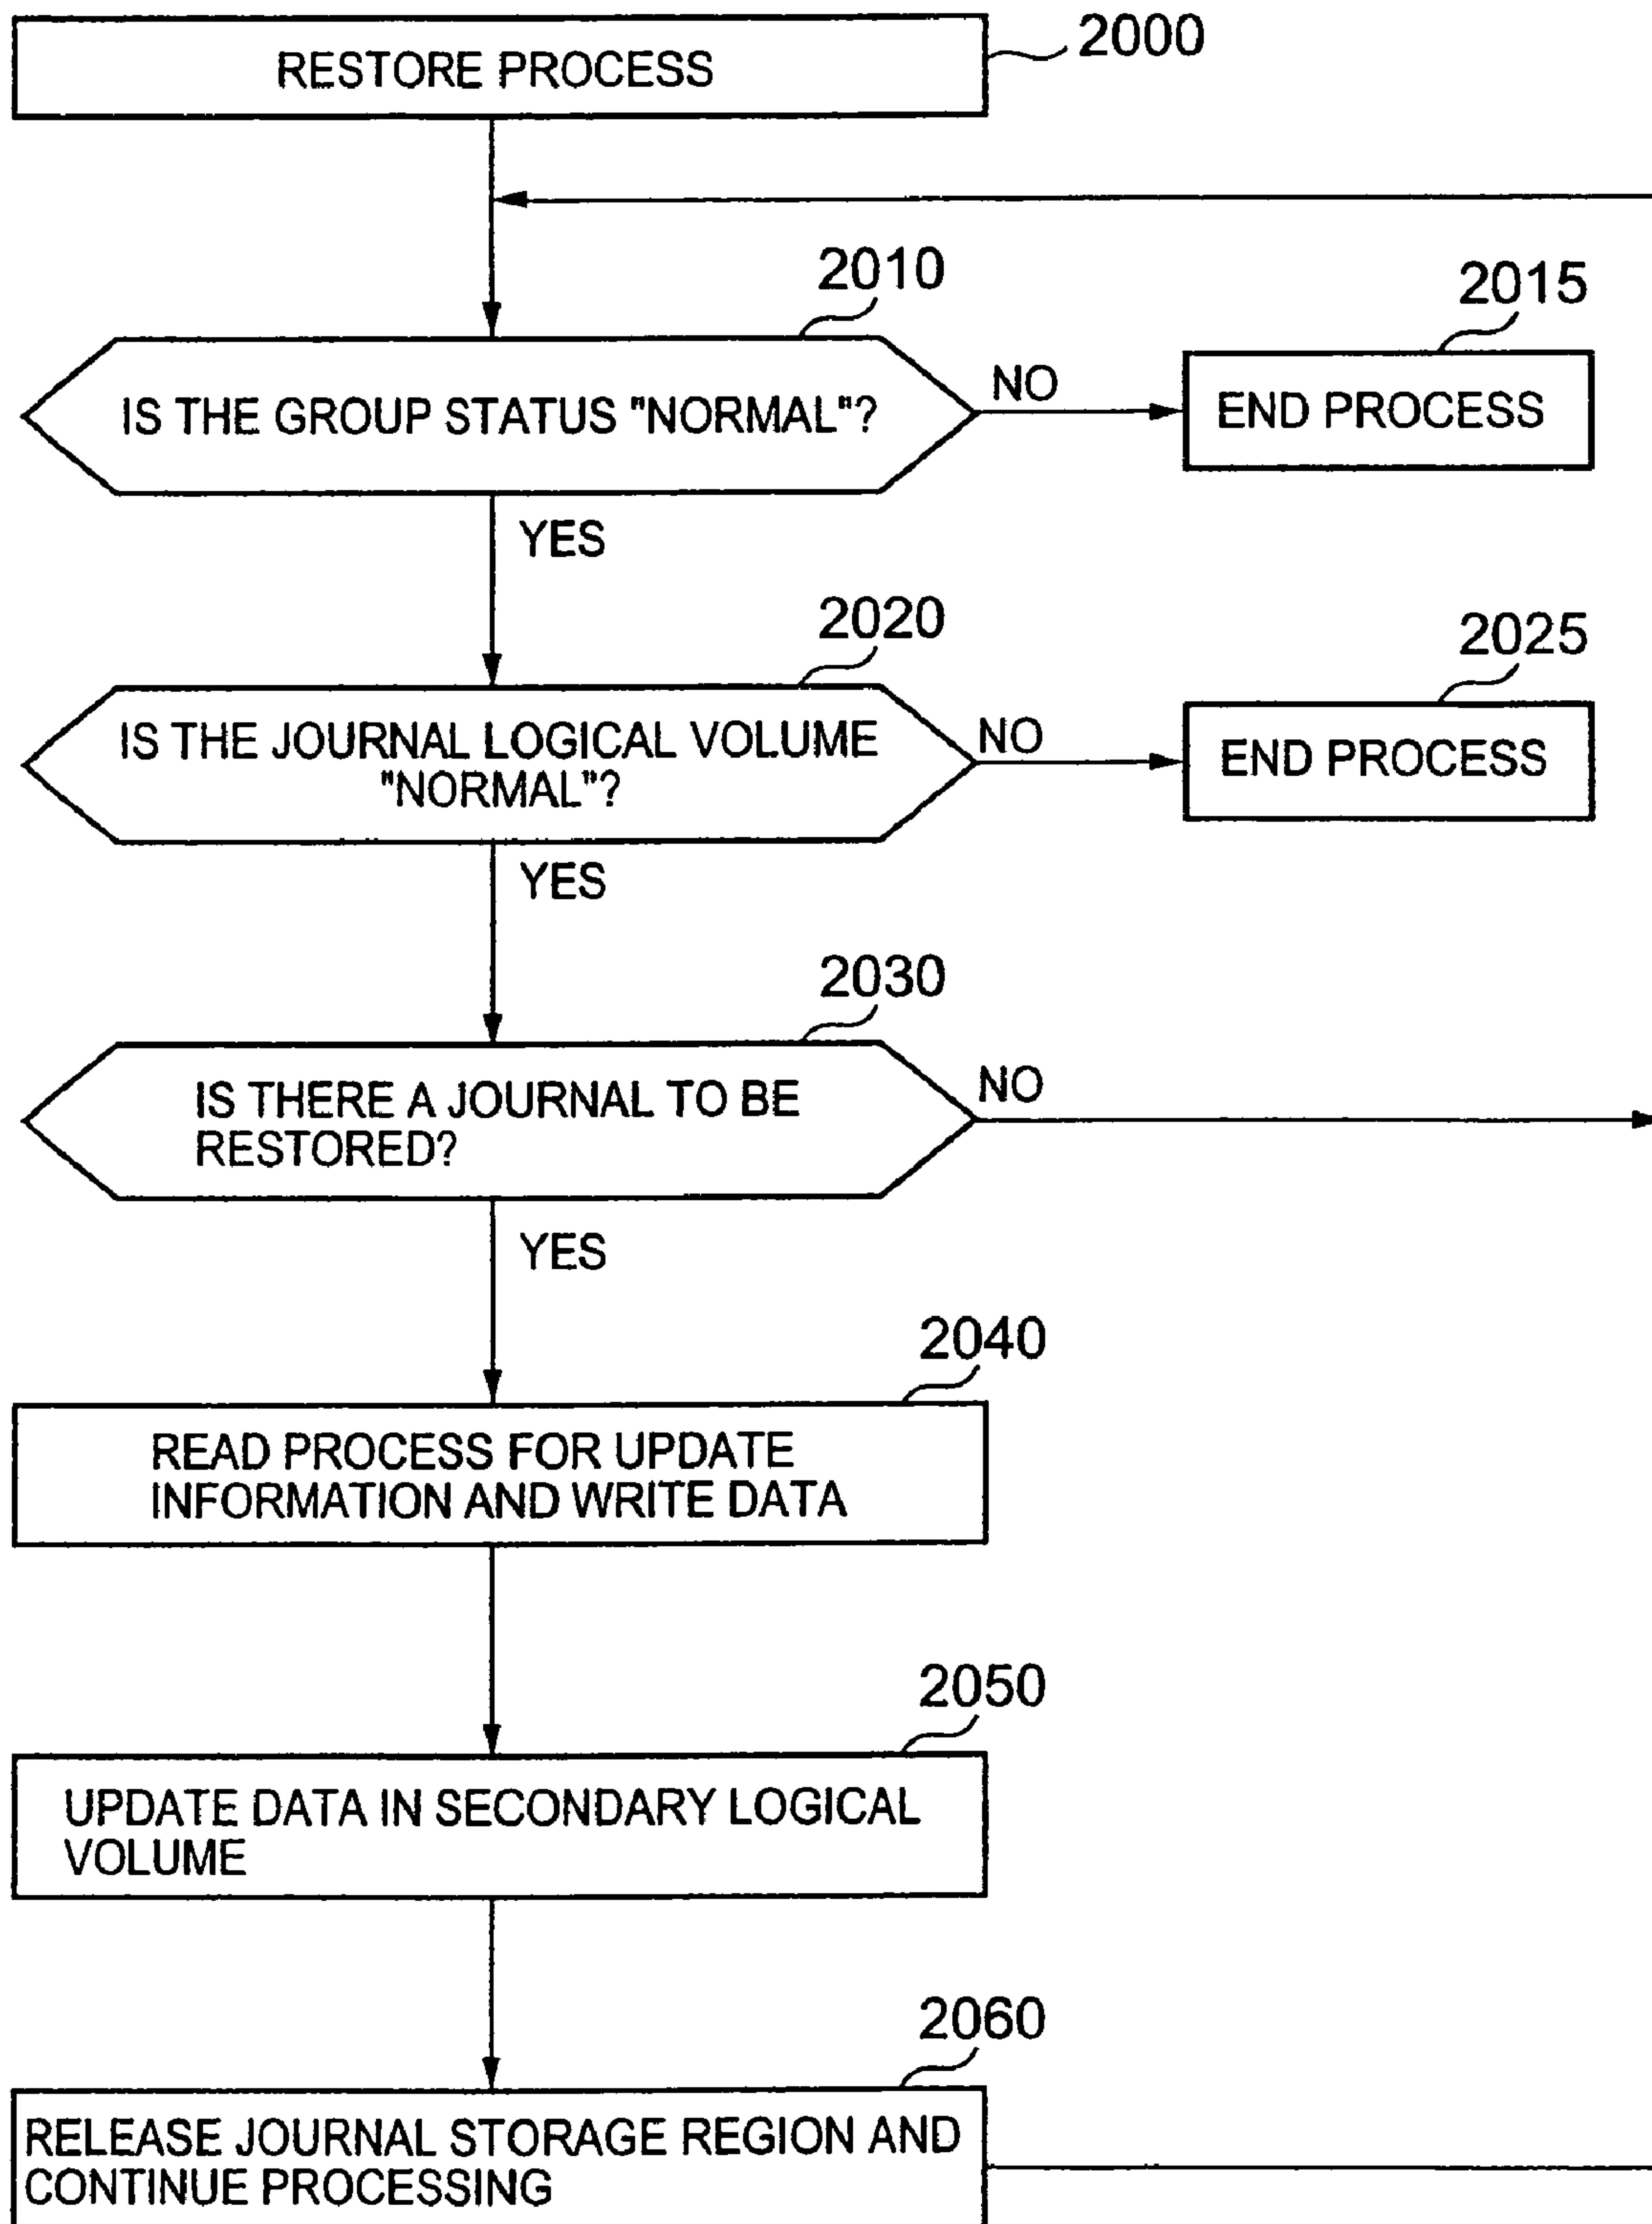 RESTORE PROCESS
2000
2010
2015
IS THE GROUP STATUS "NORMAL"?
NO
END PROCESS
YES
2020
2025
IS THE JOURNAL LOGICAL VOLUME
"NORMAL"?
NO
END PROCESS
YES
2030
IS THERE A JOURNAL TO BE
RESTORED?
NO
YES
2040
READ PROCESS FOR UPDATE
INFORMATION AND WRITE DATA
2050
UPDATE DATA IN SECONDARY LOGICAL
VOLUME
2060
RELEASE JOURNAL STORAGE REGION AND
CONTINUE PROCESSING